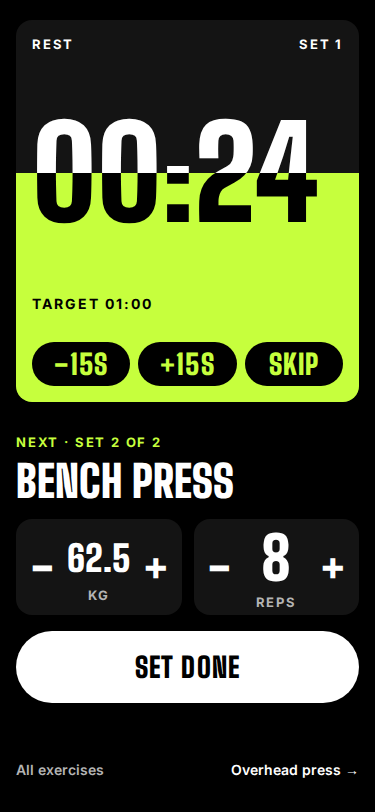 REST SET 1
00:24
TARGET 01:00
−15S +15S SKIP
NEXT · SET 2 OF 2
BENCH PRESS
− 62.5 + − 8 +
KG REPS
SET DONE
All exercises Overhead press →